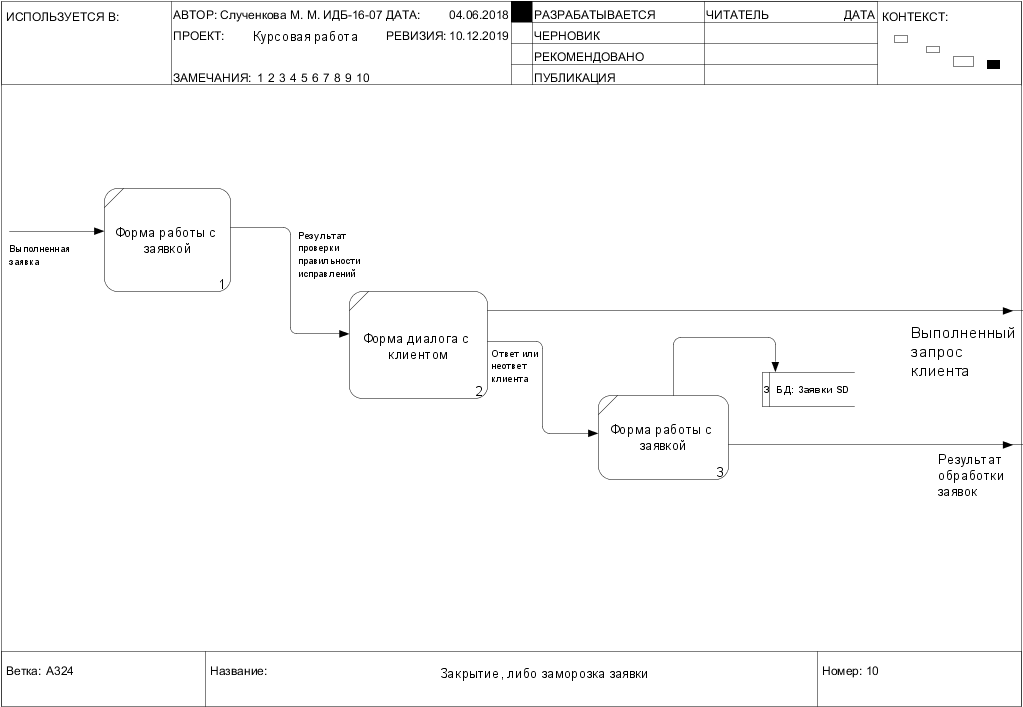 ИСПОЛЬЗУЕТСЯ В:
АВТОР: Слученкова М. М. ИДБ-16-07 ДАТА: 04.06.2018
РАЗРАБАТЫВАЕТСЯ
ЧИТАТЕЛЬ ДАТА
КОНТЕКСТ:
ПРОЕКТ: Курсовая работа РЕВИЗИЯ: 10.12.2019
ЧЕРНОВИК
РЕКОМЕНДОВАНО
ЗАМЕЧАНИЯ: 1 2 3 4 5 6 7 8 9 10
ПУБЛИКАЦИЯ
Выполненная
заявка
Форма работы с
заявкой
1
Результат
проверки
правильности
исправлений
Форма диалога с
клиентом
2
Выполненный
запрос
клиента
Ответ или
неответ
клиента
3 БД: Заявки SD
Форма работы с
заявкой
3
Результат
обработки
заявок
Ветка: A324
Название:
Закрытие, либо заморозка заявки
Номер: 10